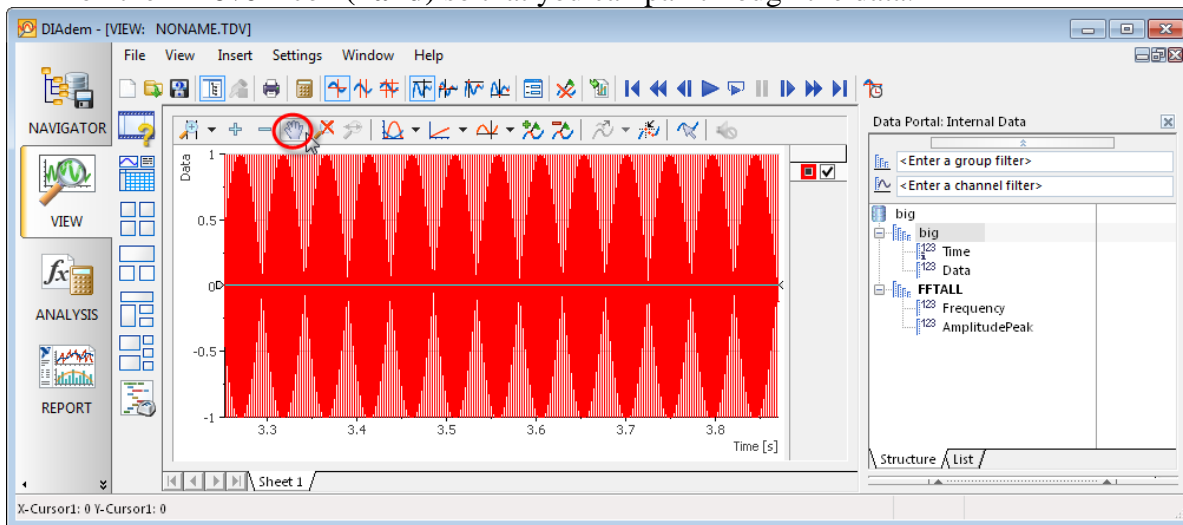 DIAdem - [VIEW: NONAME.TDV]
File View Insert Settings Window Help
NAVIGATOR
VIEW
ANALYSIS
REPORT
Data
1
0.5
0
-0.5
-1
3.3 3.4 3.5 3.6 3.7 3.8
Time [s]
Sheet 1
Data Portal: Internal Data
<Enter a group filter>
<Enter a channel filter>
big
big
Time
Data
FFTALL
Frequency
AmplitudePeak
Structure List
X-Cursor1: 0 Y-Cursor1: 0